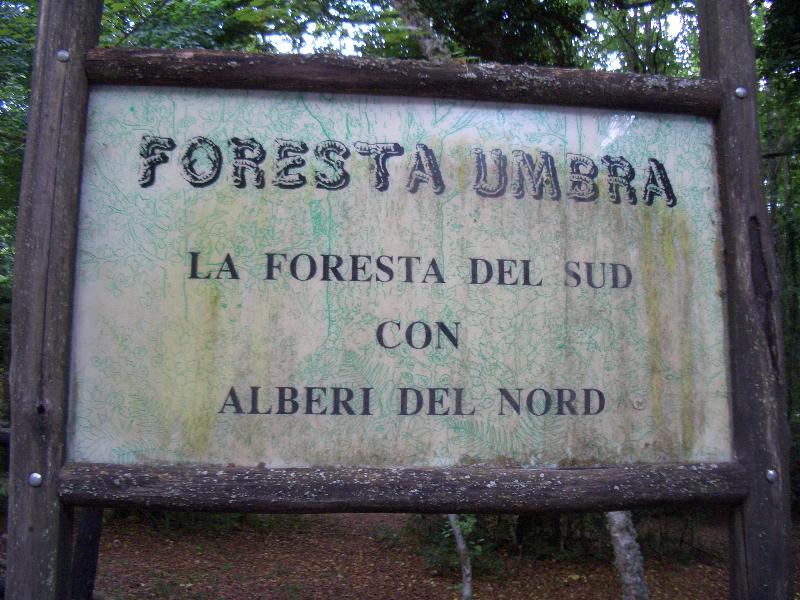 FORESTA UMBRA
LA FORESTA DEL SUD
CON
ALBERI DEL NORD